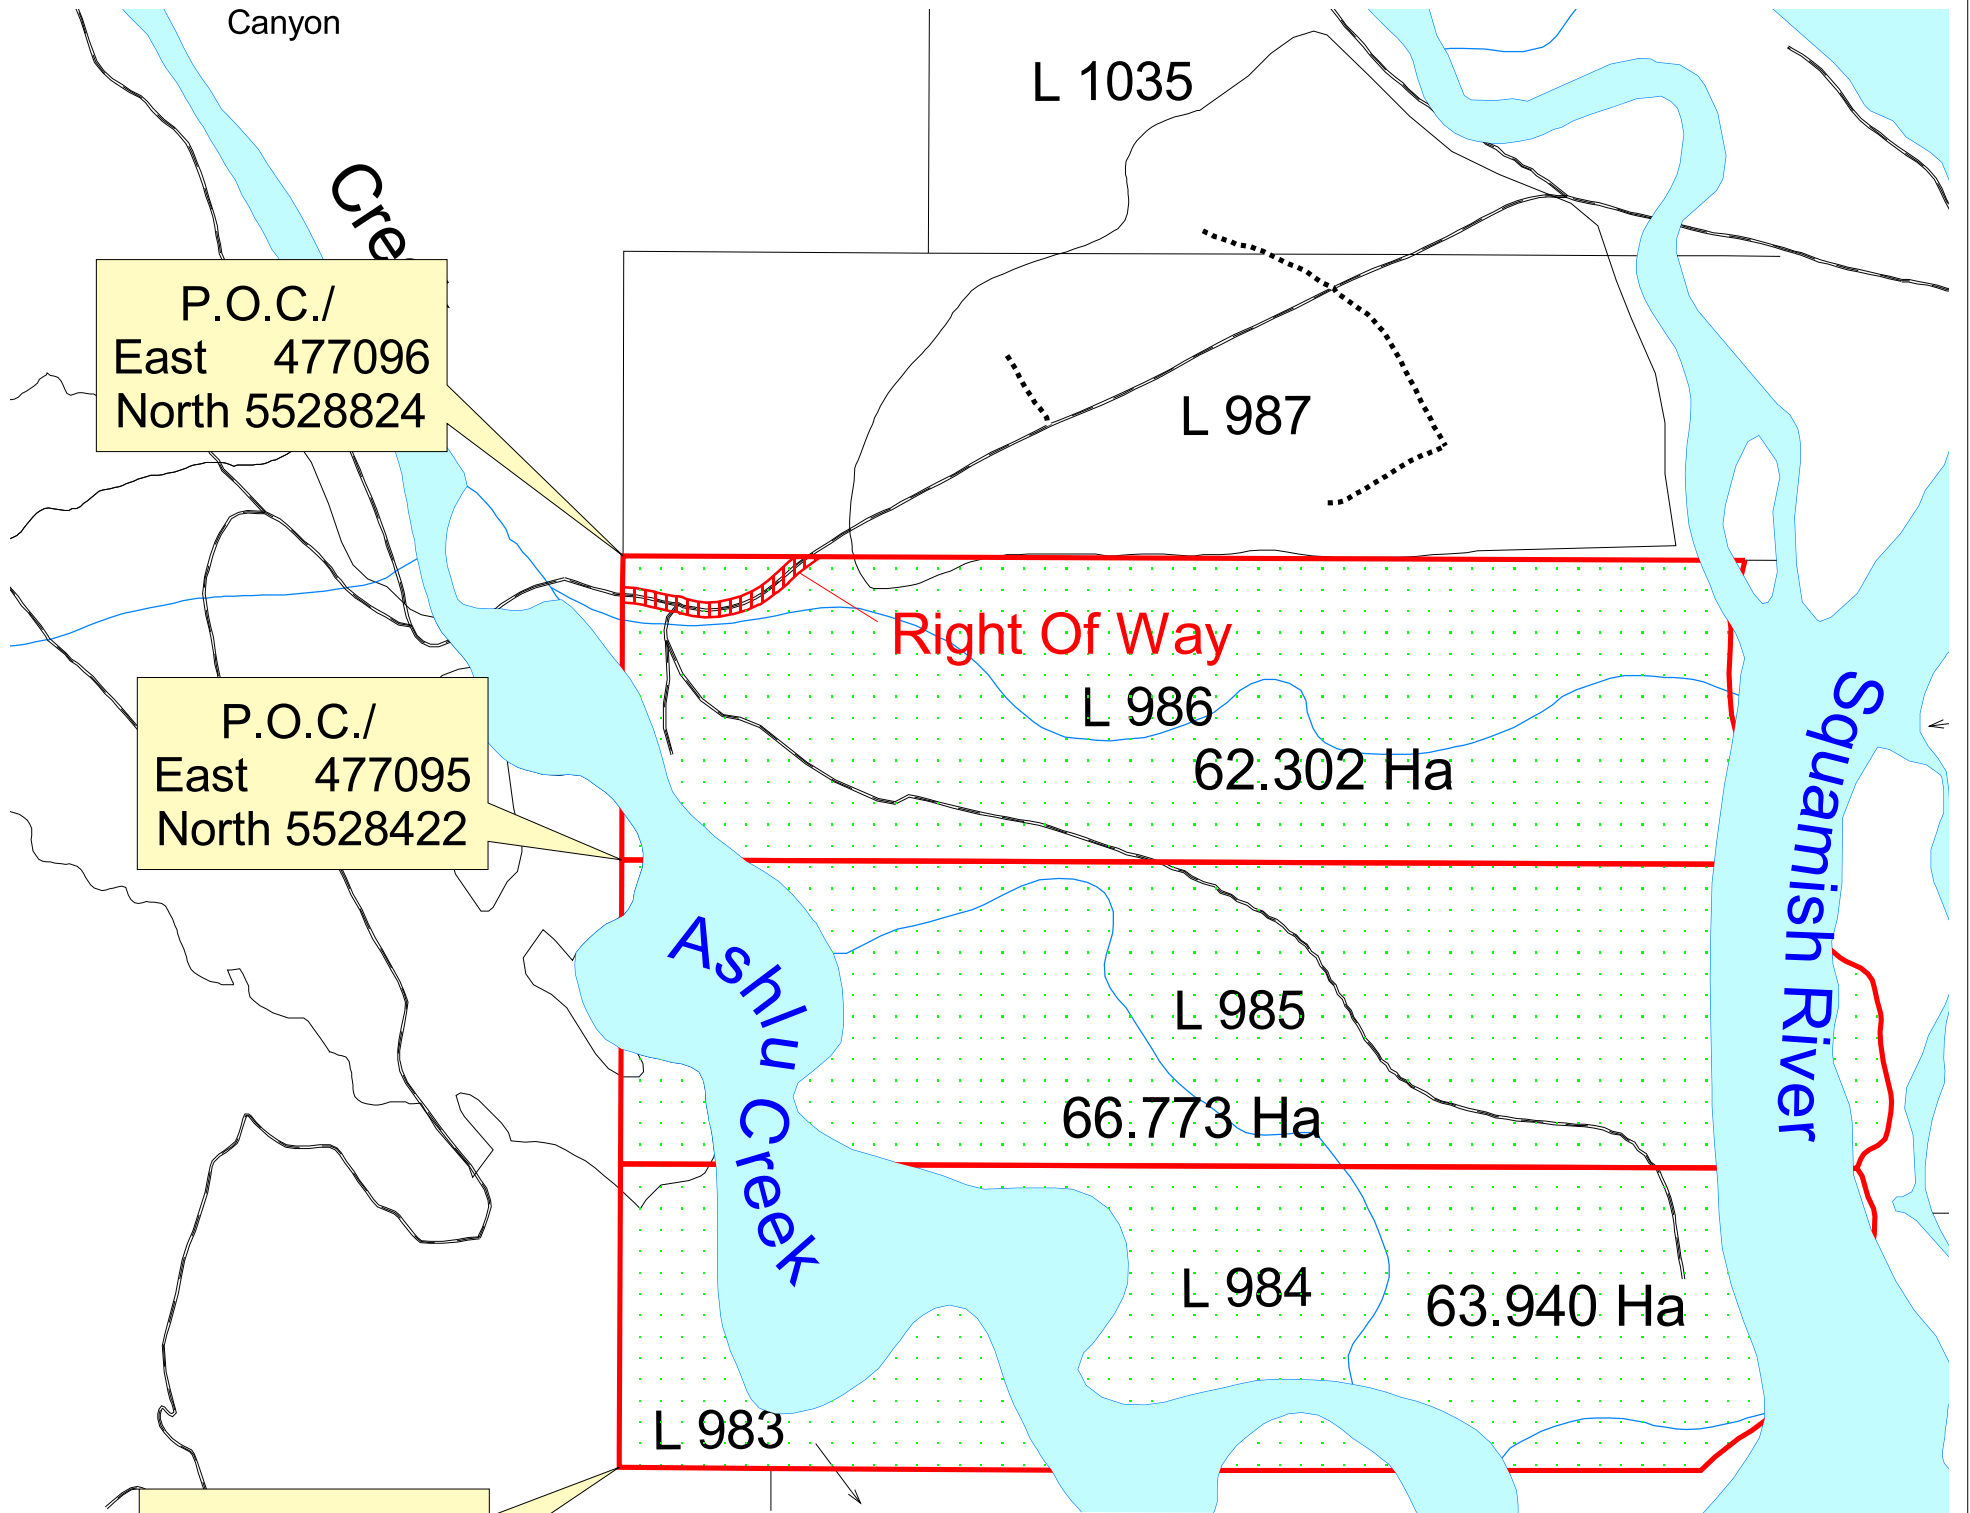 Canyon
L 1035
P.O.C./
East 477096
North 5528824
L 987
Right Of Way
L 986
62.302 Ha
P.O.C./
East 477095
North 5528422
Squamish River
Ashlu Creek
L 985
66.773 Ha
L 984
63.940 Ha
L 983